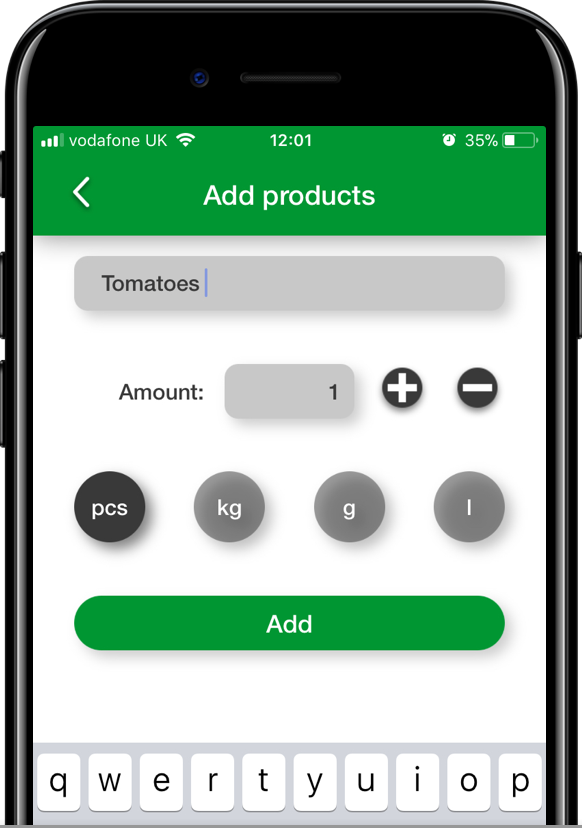 vodafone UK 12:01 35%
Add products
Tomatoes
Amount: 1
pcs kg g l
Add
q w e r t y u i o p